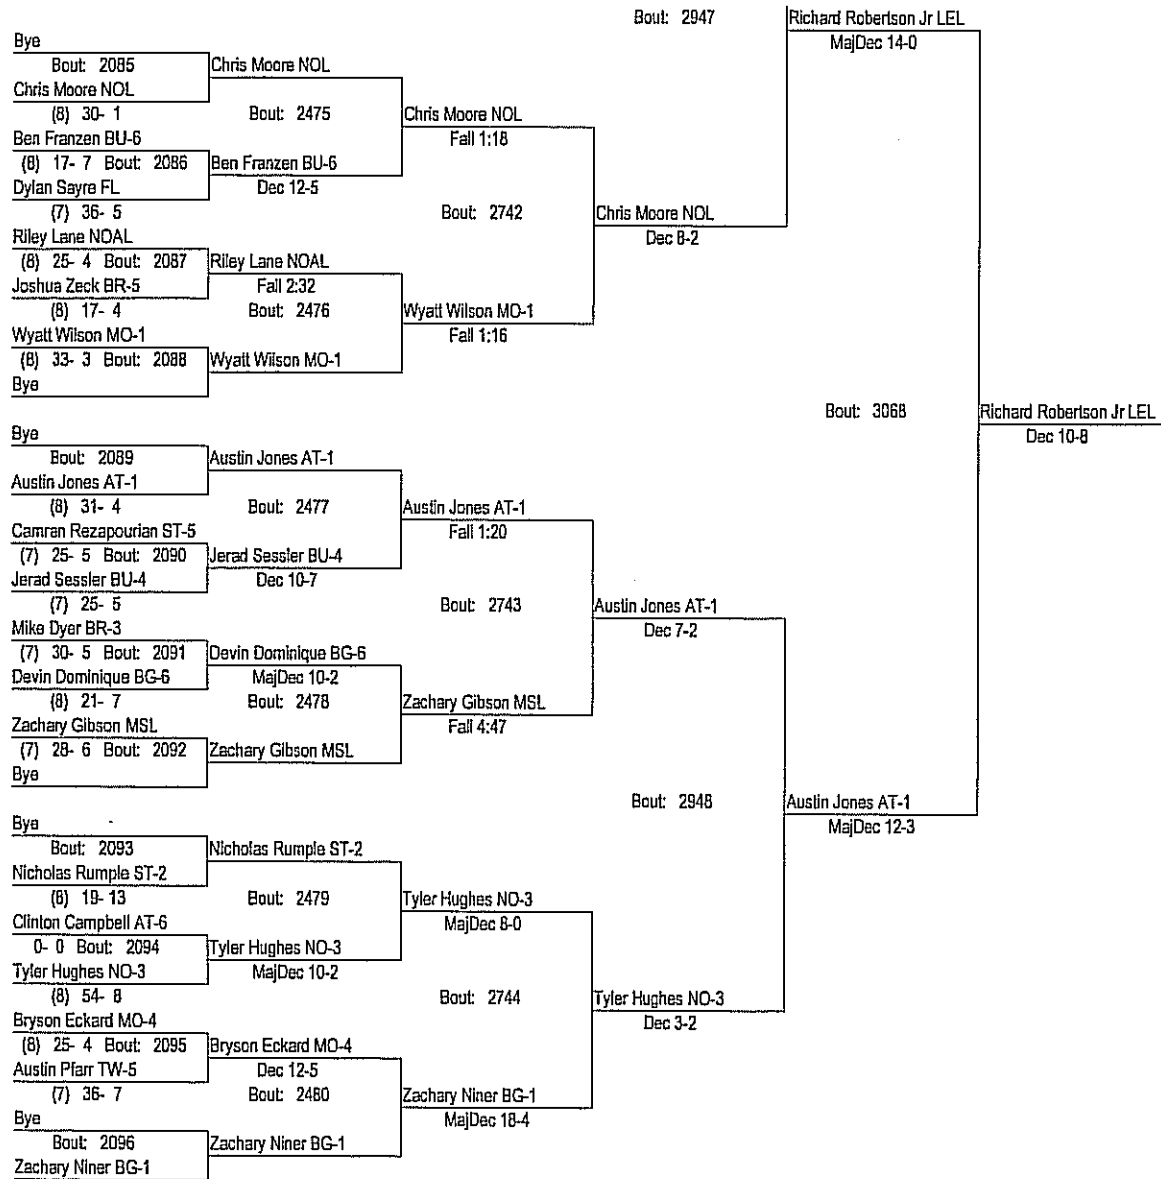 Bout: 2947
Richard Robertson Jr LEL
MajDec 14-0
Bye
Bout: 2085
Chris Moore NOL
Chris Moore NOL
(8) 30- 1
Bout: 2475
Chris Moore NOL
Fall 1:18
Ben Franzen BU-6
(8) 17- 7 Bout: 2086
Ben Franzen BU-6
Dec 12-5
Dylan Sayre FL
(7) 36- 5
Bout: 2742
Chris Moore NOL
Dec 8-2
Riley Lane NOAL
(8) 25- 4 Bout: 2087
Riley Lane NOAL
Fall 2:32
Joshua Zeck BR-5
(8) 17- 4
Bout: 2476
Wyatt Wilson MO-1
Fall 1:16
Wyatt Wilson MO-1
(8) 33- 3 Bout: 2088
Wyatt Wilson MO-1
Bye
Bout: 3068
Richard Robertson Jr LEL
Dec 10-8
Bye
Bout: 2089
Austin Jones AT-1
Austin Jones AT-1
(8) 31- 4
Bout: 2477
Austin Jones AT-1
Fall 1:20
Camran Rezapourian ST-5
(7) 25- 5 Bout: 2090
Jerad Sessler BU-4
Dec 10-7
Jerad Sessler BU-4
(7) 25- 5
Bout: 2743
Austin Jones AT-1
Dec 7-2
Mike Dyer BR-3
(7) 30- 5 Bout: 2091
Devin Dominique BG-6
MajDec 10-2
Devin Dominique BG-6
(8) 21- 7
Bout: 2478
Zachary Gibson MSL
Fall 4:47
Zachary Gibson MSL
(7) 28- 6 Bout: 2092
Zachary Gibson MSL
Bye
Bout: 2948
Austin Jones AT-1
MajDec 12-3
Bye
Bout: 2093
Nicholas Rumple ST-2
Nicholas Rumple ST-2
(8) 19- 13
Bout: 2479
Tyler Hughes NO-3
MajDec 8-0
Clinton Campbell AT-6
0- 0 Bout: 2094
Tyler Hughes NO-3
MajDec 10-2
Tyler Hughes NO-3
(8) 54- 8
Bout: 2744
Tyler Hughes NO-3
Dec 3-2
Bryson Eckard MO-4
(8) 25- 4 Bout: 2095
Bryson Eckard MO-4
Dec 12-5
Austin Pfarr TW-5
(7) 36- 7
Bout: 2480
Zachary Niner BG-1
MajDec 18-4
Bye
Bout: 2096
Zachary Niner BG-1
Zachary Niner BG-1